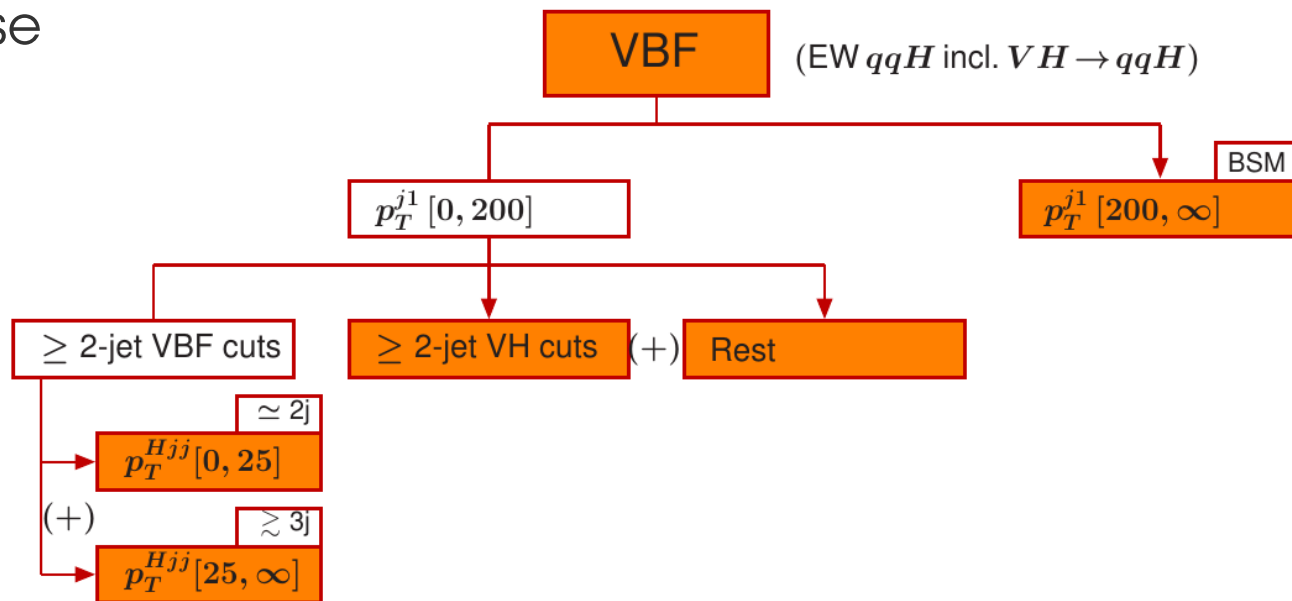 se
VBF
(EW qqH incl. VH → qqH)
BSM
p_T^{j1} [0, 200]
p_T^{j1} [200, ∞]
≥ 2-jet VBF cuts
≥ 2-jet VH cuts
(+)
Rest
≃ 2j
p_T^{Hjj} [0, 25]
(+)
≳ 3j
p_T^{Hjj} [25, ∞]